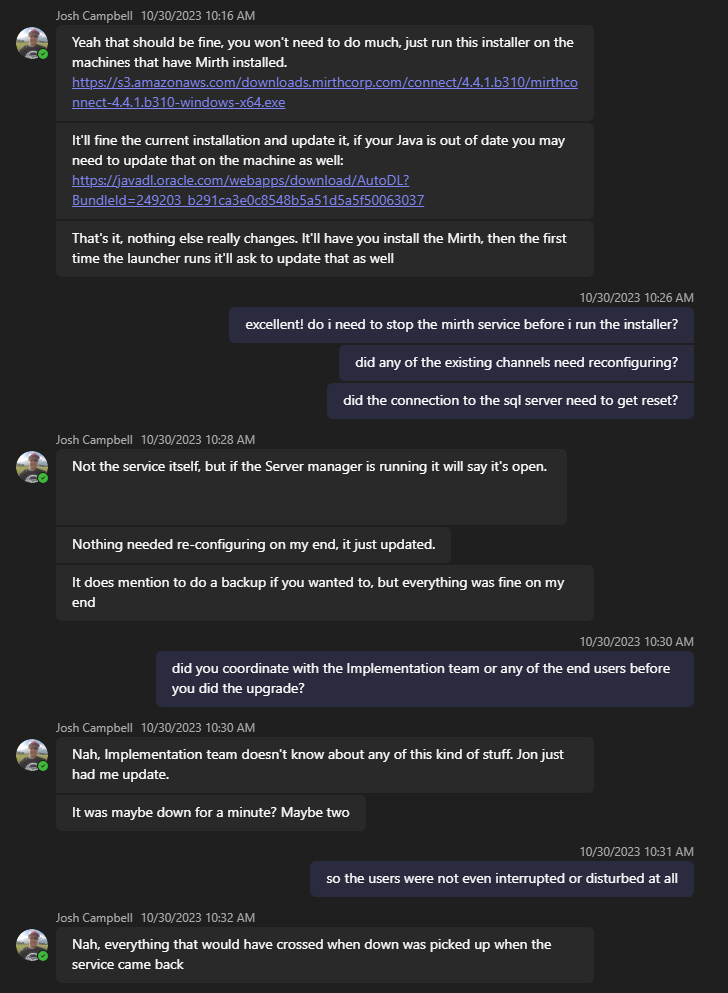 Josh Campbell 10/30/2023 10:16 AM
Yeah that should be fine, you won't need to do much, just run this installer on the
machines that have Mirth installed.
https://s3.amazonaws.com/downloads.mirthcorp.com/connect/4.4.1.b310/mirthco
nnect-4.4.1.b310-windows-x64.exe
It'll fine the current installation and update it, if your Java is out of date you may
need to update that on the machine as well:
https://javadl.oracle.com/webapps/download/AutoDL?
BundleId=249203_b291ca3e0c8548b5a51d5a5f50063037
That's it, nothing else really changes. It'll have you install the Mirth, then the first
time the launcher runs it'll ask to update that as well
10/30/2023 10:26 AM
excellent! do i need to stop the mirth service before i run the installer?
did any of the existing channels need reconfiguring?
did the connection to the sql server need to get reset?
Josh Campbell 10/30/2023 10:28 AM
Not the service itself, but if the Server manager is running it will say it's open.
Nothing needed re-configuring on my end, it just updated.
It does mention to do a backup if you wanted to, but everything was fine on my
end
10/30/2023 10:30 AM
did you coordinate with the Implementation team or any of the end users before
you did the upgrade?
Josh Campbell 10/30/2023 10:30 AM
Nah, Implementation team doesn't know about any of this kind of stuff. Jon just
had me update.
It was maybe down for a minute? Maybe two
10/30/2023 10:31 AM
so the users were not even interrupted or disturbed at all
Josh Campbell 10/30/2023 10:32 AM
Nah, everything that would have crossed when down was picked up when the
service came back